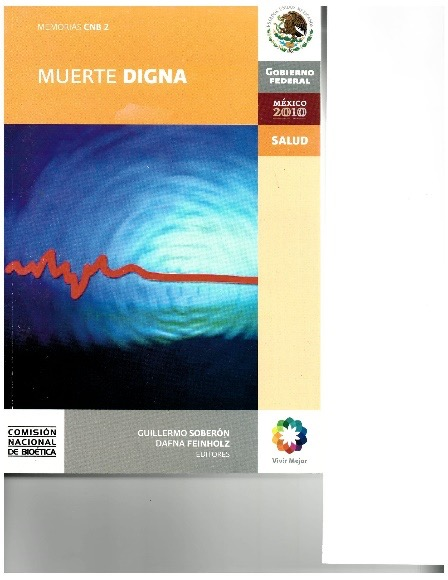 MEMORIAS CNB 2
MUERTE DIGNA
GOBIERNO
FEDERAL
MÉXICO
2010
SALUD
COMISIÓN
NACIONAL
DE BIOÉTICA
GUILLERMO SOBERÓN
DAFNA FEINHOLZ
EDITORES
Vivir Mejor